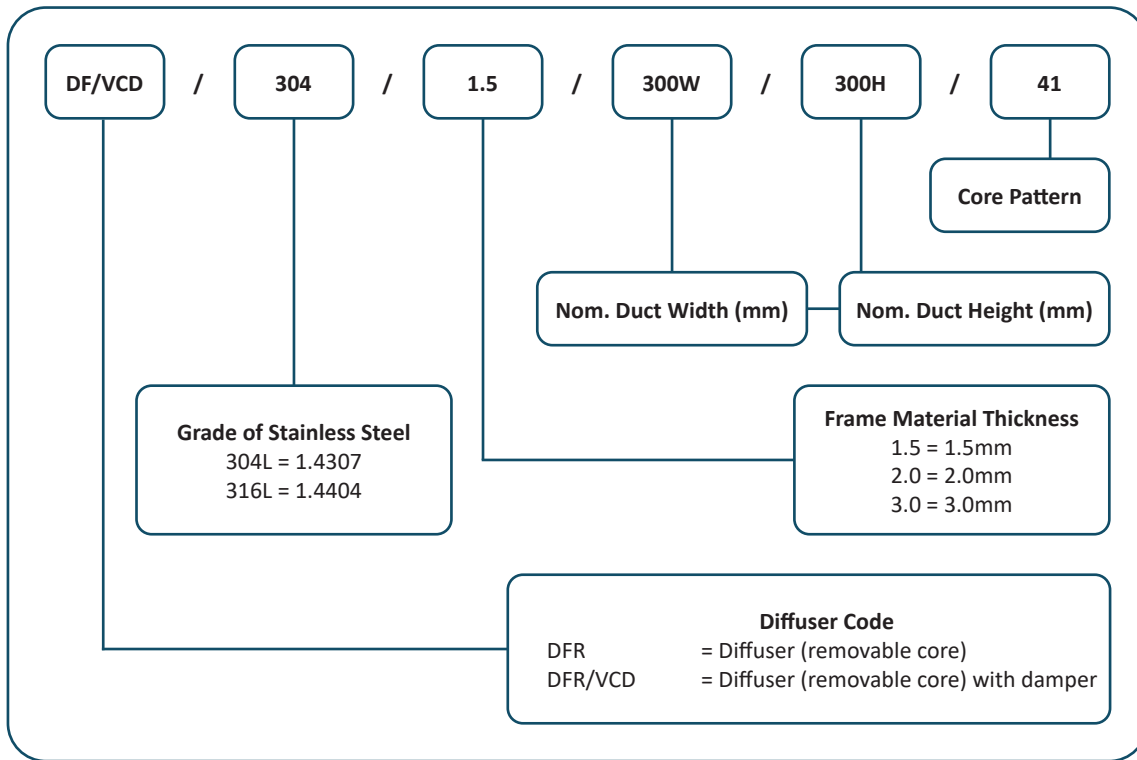 DF/VCD / 304 / 1.5 / 300W / 300H / 41
Core Pattern
Nom. Duct Width (mm)
Nom. Duct Height (mm)
Grade of Stainless Steel
304L = 1.4307
316L = 1.4404
Frame Material Thickness
1.5 = 1.5mm
2.0 = 2.0mm
3.0 = 3.0mm
Diffuser Code
DFR = Diffuser (removable core)
DFR/VCD = Diffuser (removable core) with damper